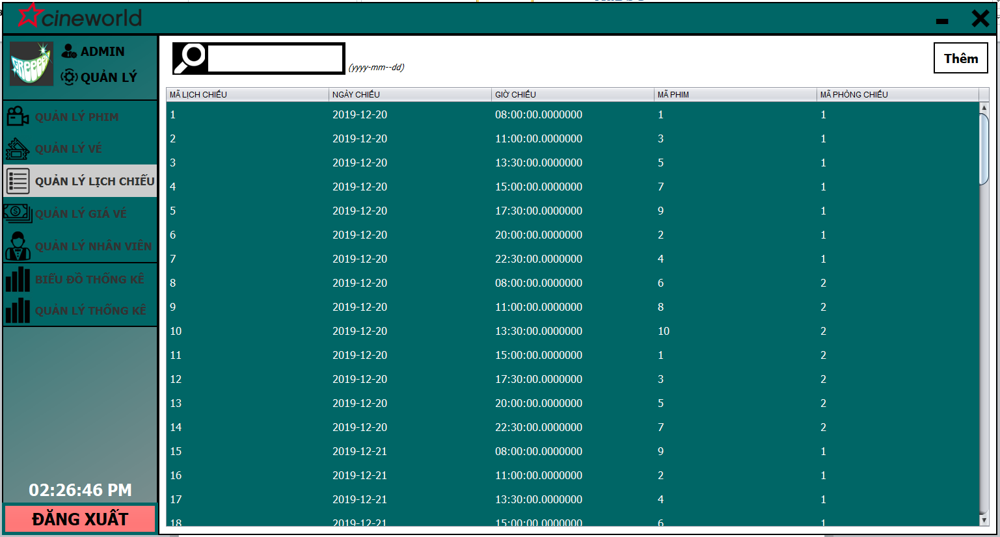 cineworld
GREEEEN
ADMIN
QUẢN LÝ
QUẢN LÝ PHIM
QUẢN LÝ VÉ
QUẢN LÝ LỊCH CHIẾU
QUẢN LÝ GIÁ VÉ
QUẢN LÝ NHÂN VIÊN
BIỂU ĐỒ THỐNG KÊ
QUẢN LÝ THỐNG KÊ
02:26:46 PM
ĐĂNG XUẤT
(yyyy-mm--dd)
Thêm
MÃ LỊCH CHIẾU NGÀY CHIẾU GIỜ CHIẾU MÃ PHIM MÃ PHÒNG CHIẾU
1 2019-12-20 08:00:00.0000000 1 1
2 2019-12-20 11:00:00.0000000 3 1
3 2019-12-20 13:30:00.0000000 5 1
4 2019-12-20 15:00:00.0000000 7 1
5 2019-12-20 17:30:00.0000000 9 1
6 2019-12-20 20:00:00.0000000 2 1
7 2019-12-20 22:30:00.0000000 4 1
8 2019-12-20 08:00:00.0000000 6 2
9 2019-12-20 11:00:00.0000000 8 2
10 2019-12-20 13:30:00.0000000 10 2
11 2019-12-20 15:00:00.0000000 1 2
12 2019-12-20 17:30:00.0000000 3 2
13 2019-12-20 20:00:00.0000000 5 2
14 2019-12-20 22:30:00.0000000 7 2
15 2019-12-21 08:00:00.0000000 9 1
16 2019-12-21 11:00:00.0000000 2 1
17 2019-12-21 13:30:00.0000000 4 1
18 2019-12-21 15:00:00.0000000 6 1